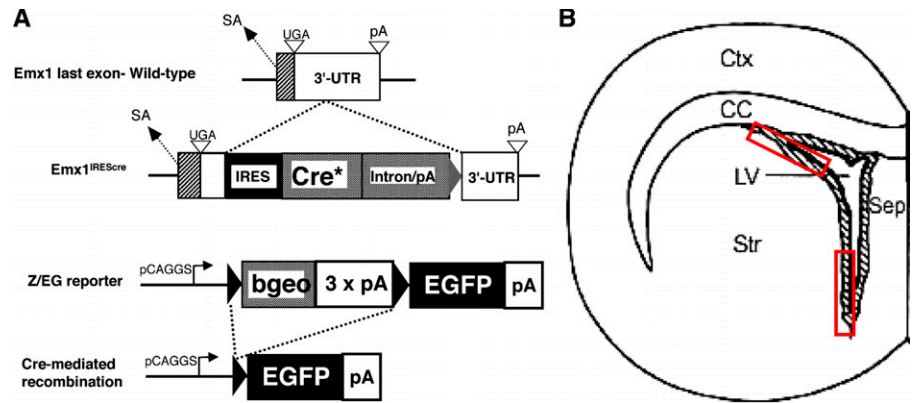 A
SA
UGA
pA
Emx1 last exon- Wild-type
3'-UTR
SA
UGA
pA
Emx1IREScre
IRES
Cre*
Intron/pA
3'-UTR
Z/EG reporter
pCAGGS
bgeo
3 x pA
EGFP
pA
Cre-mediated
recombination
pCAGGS
EGFP
pA
B
Ctx
CC
LV
Sep
Str